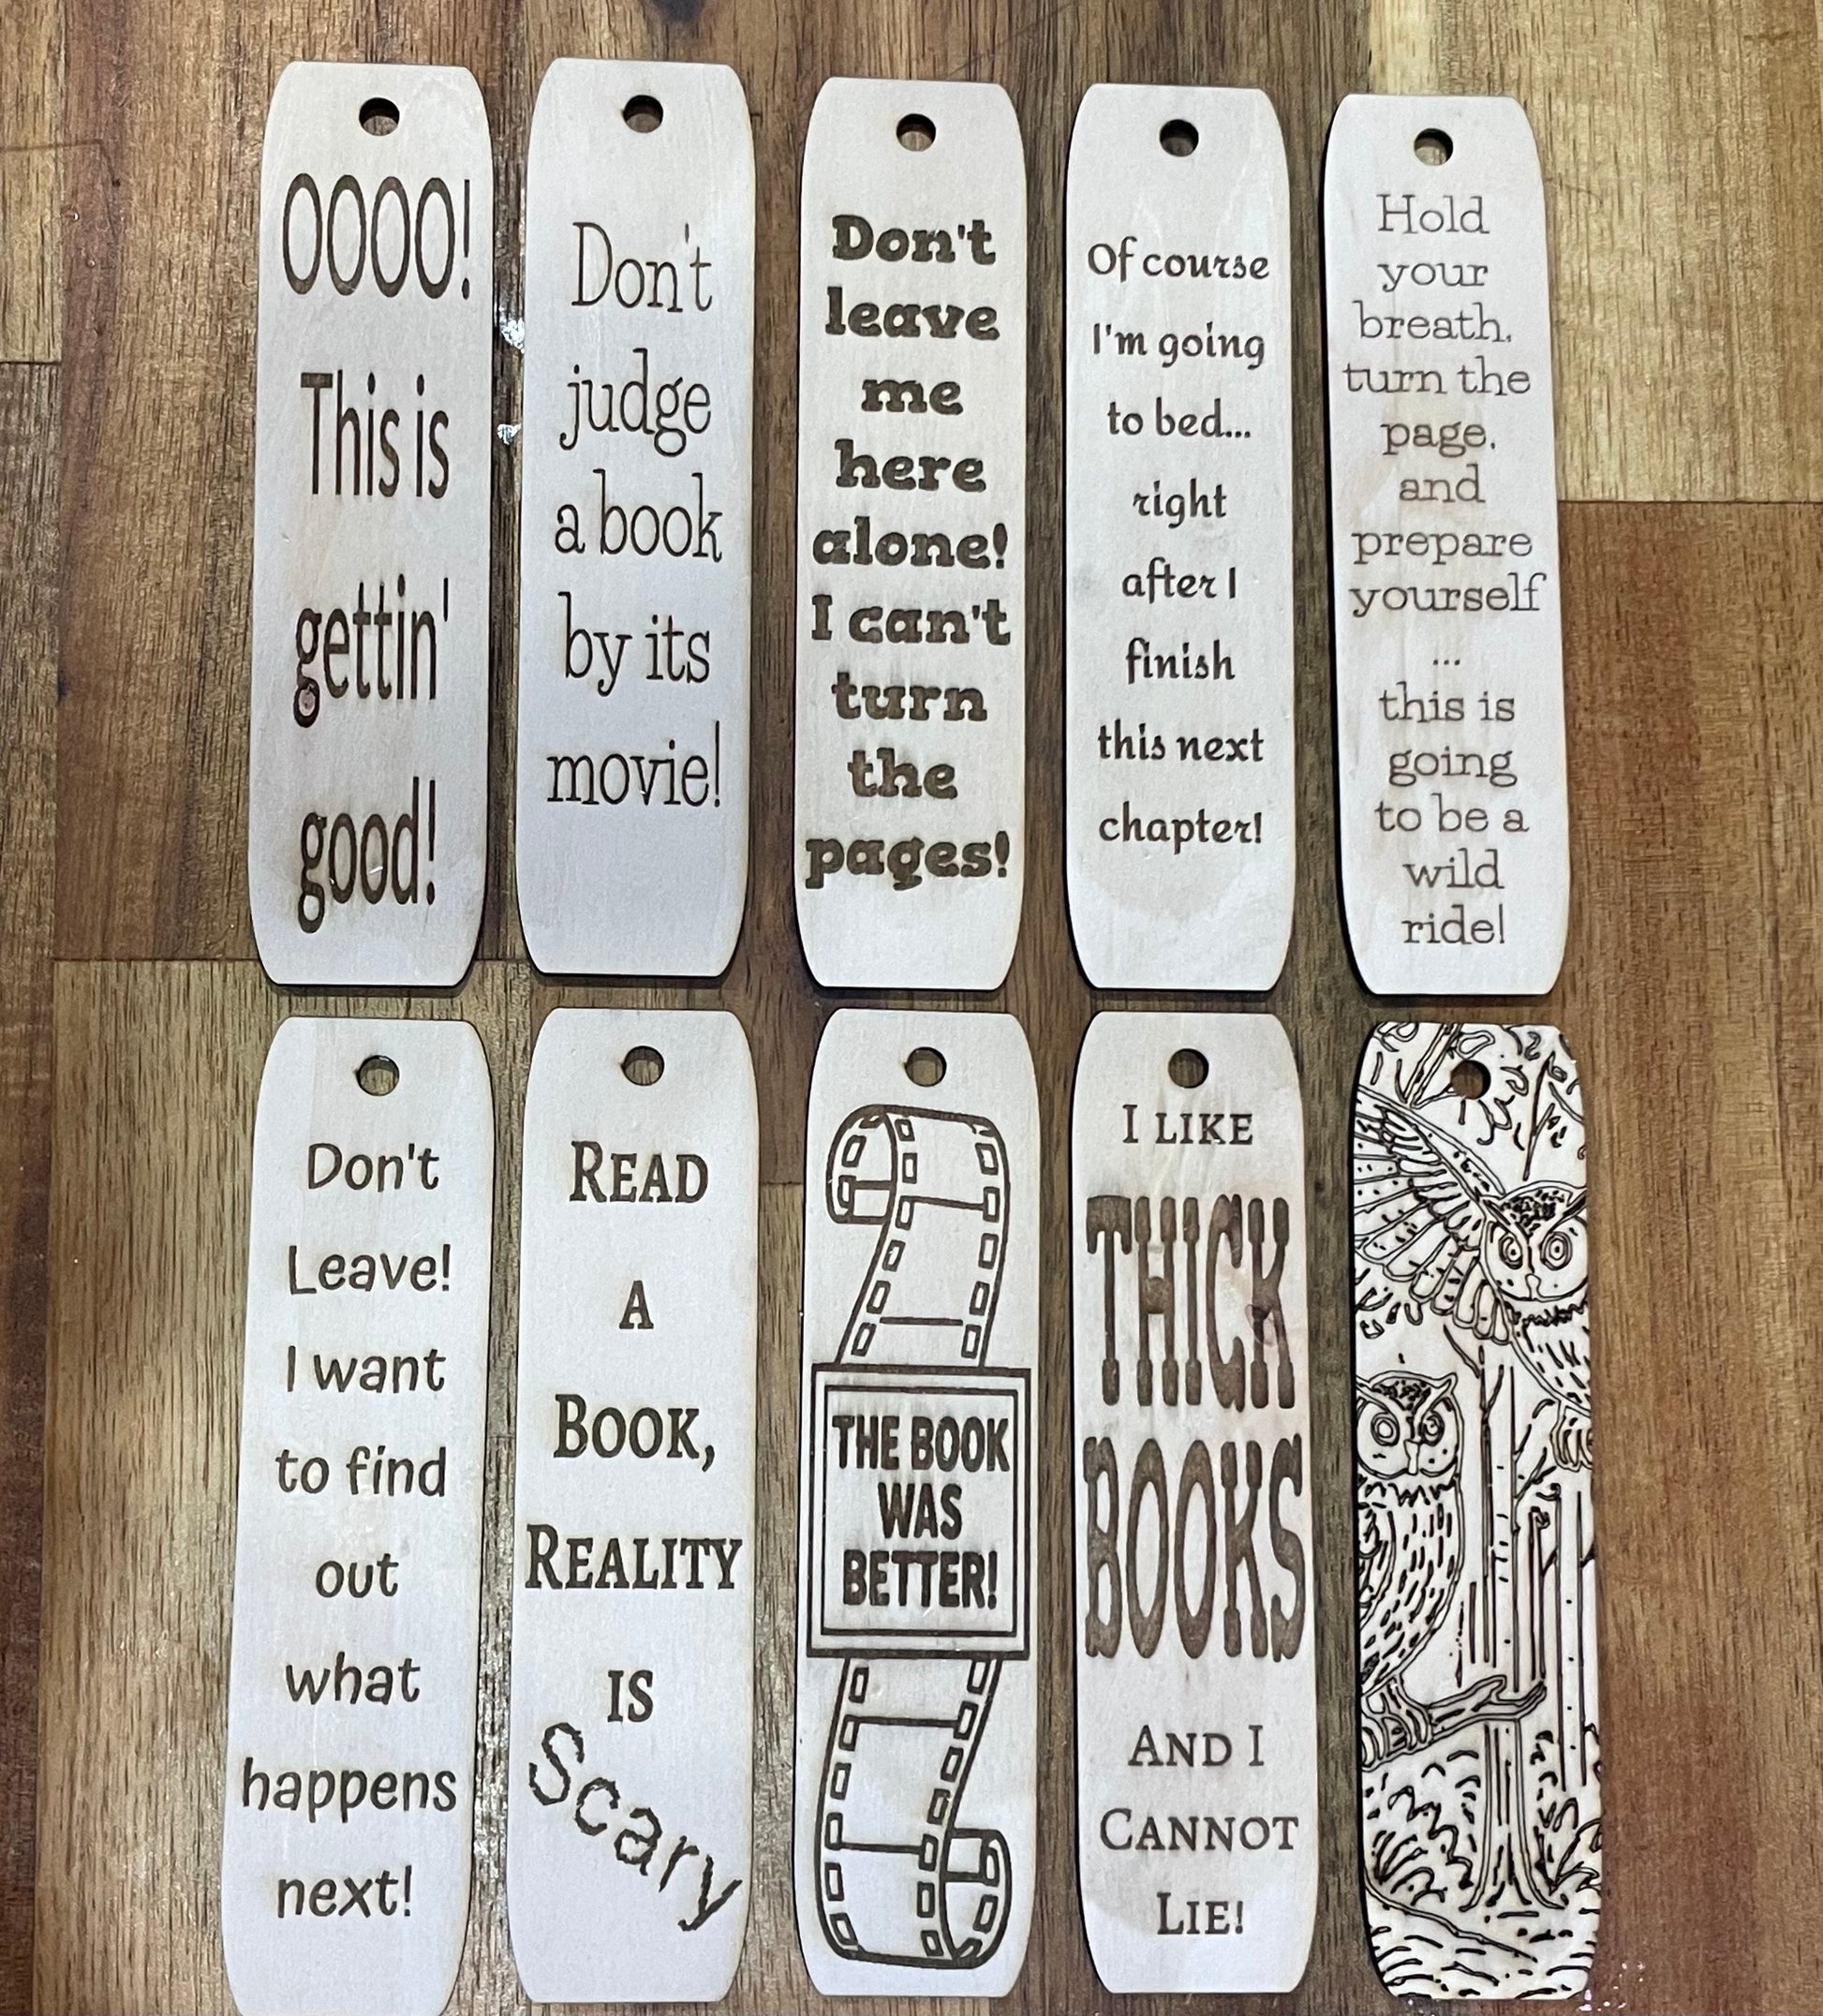 OOOO!
This is
gettin'
good!
Don't
judge
a book
by its
movie!
Don't
leave
me
here
alone!
I can't
turn
the
pages!
Of course
I'm going
to bed...
right
after I
finish
this next
chapter!
Hold
your
breath,
turn the
page,
and
prepare
yourself
...
this is
going
to be a
wild
ride!
Don't
Leave!
I want
to find
out
what
happens
next!
READ
A
BOOK,
REALITY
IS
Scary
THE BOOK
WAS
BETTER!
I LIKE
THICK
BOOKS
AND I
CANNOT
LIE!